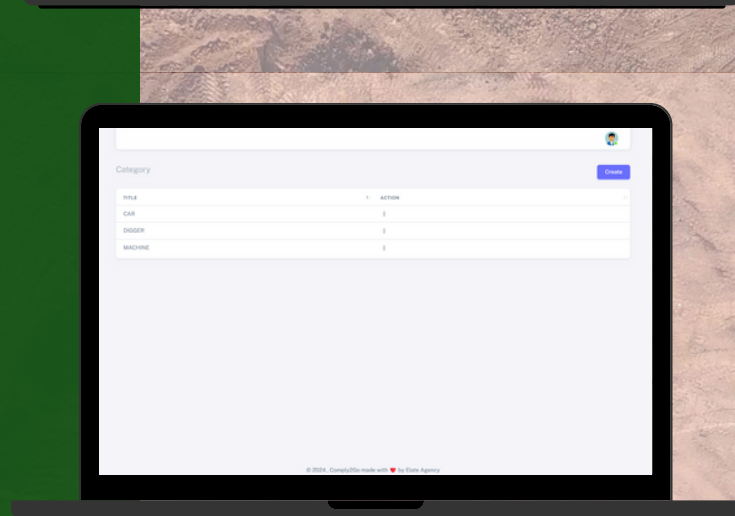 Category
Create
TITLE ACTION
CAR
DIGGER
MACHINE
© 2024 , Comply2Go made with ❤ by Elate Agency